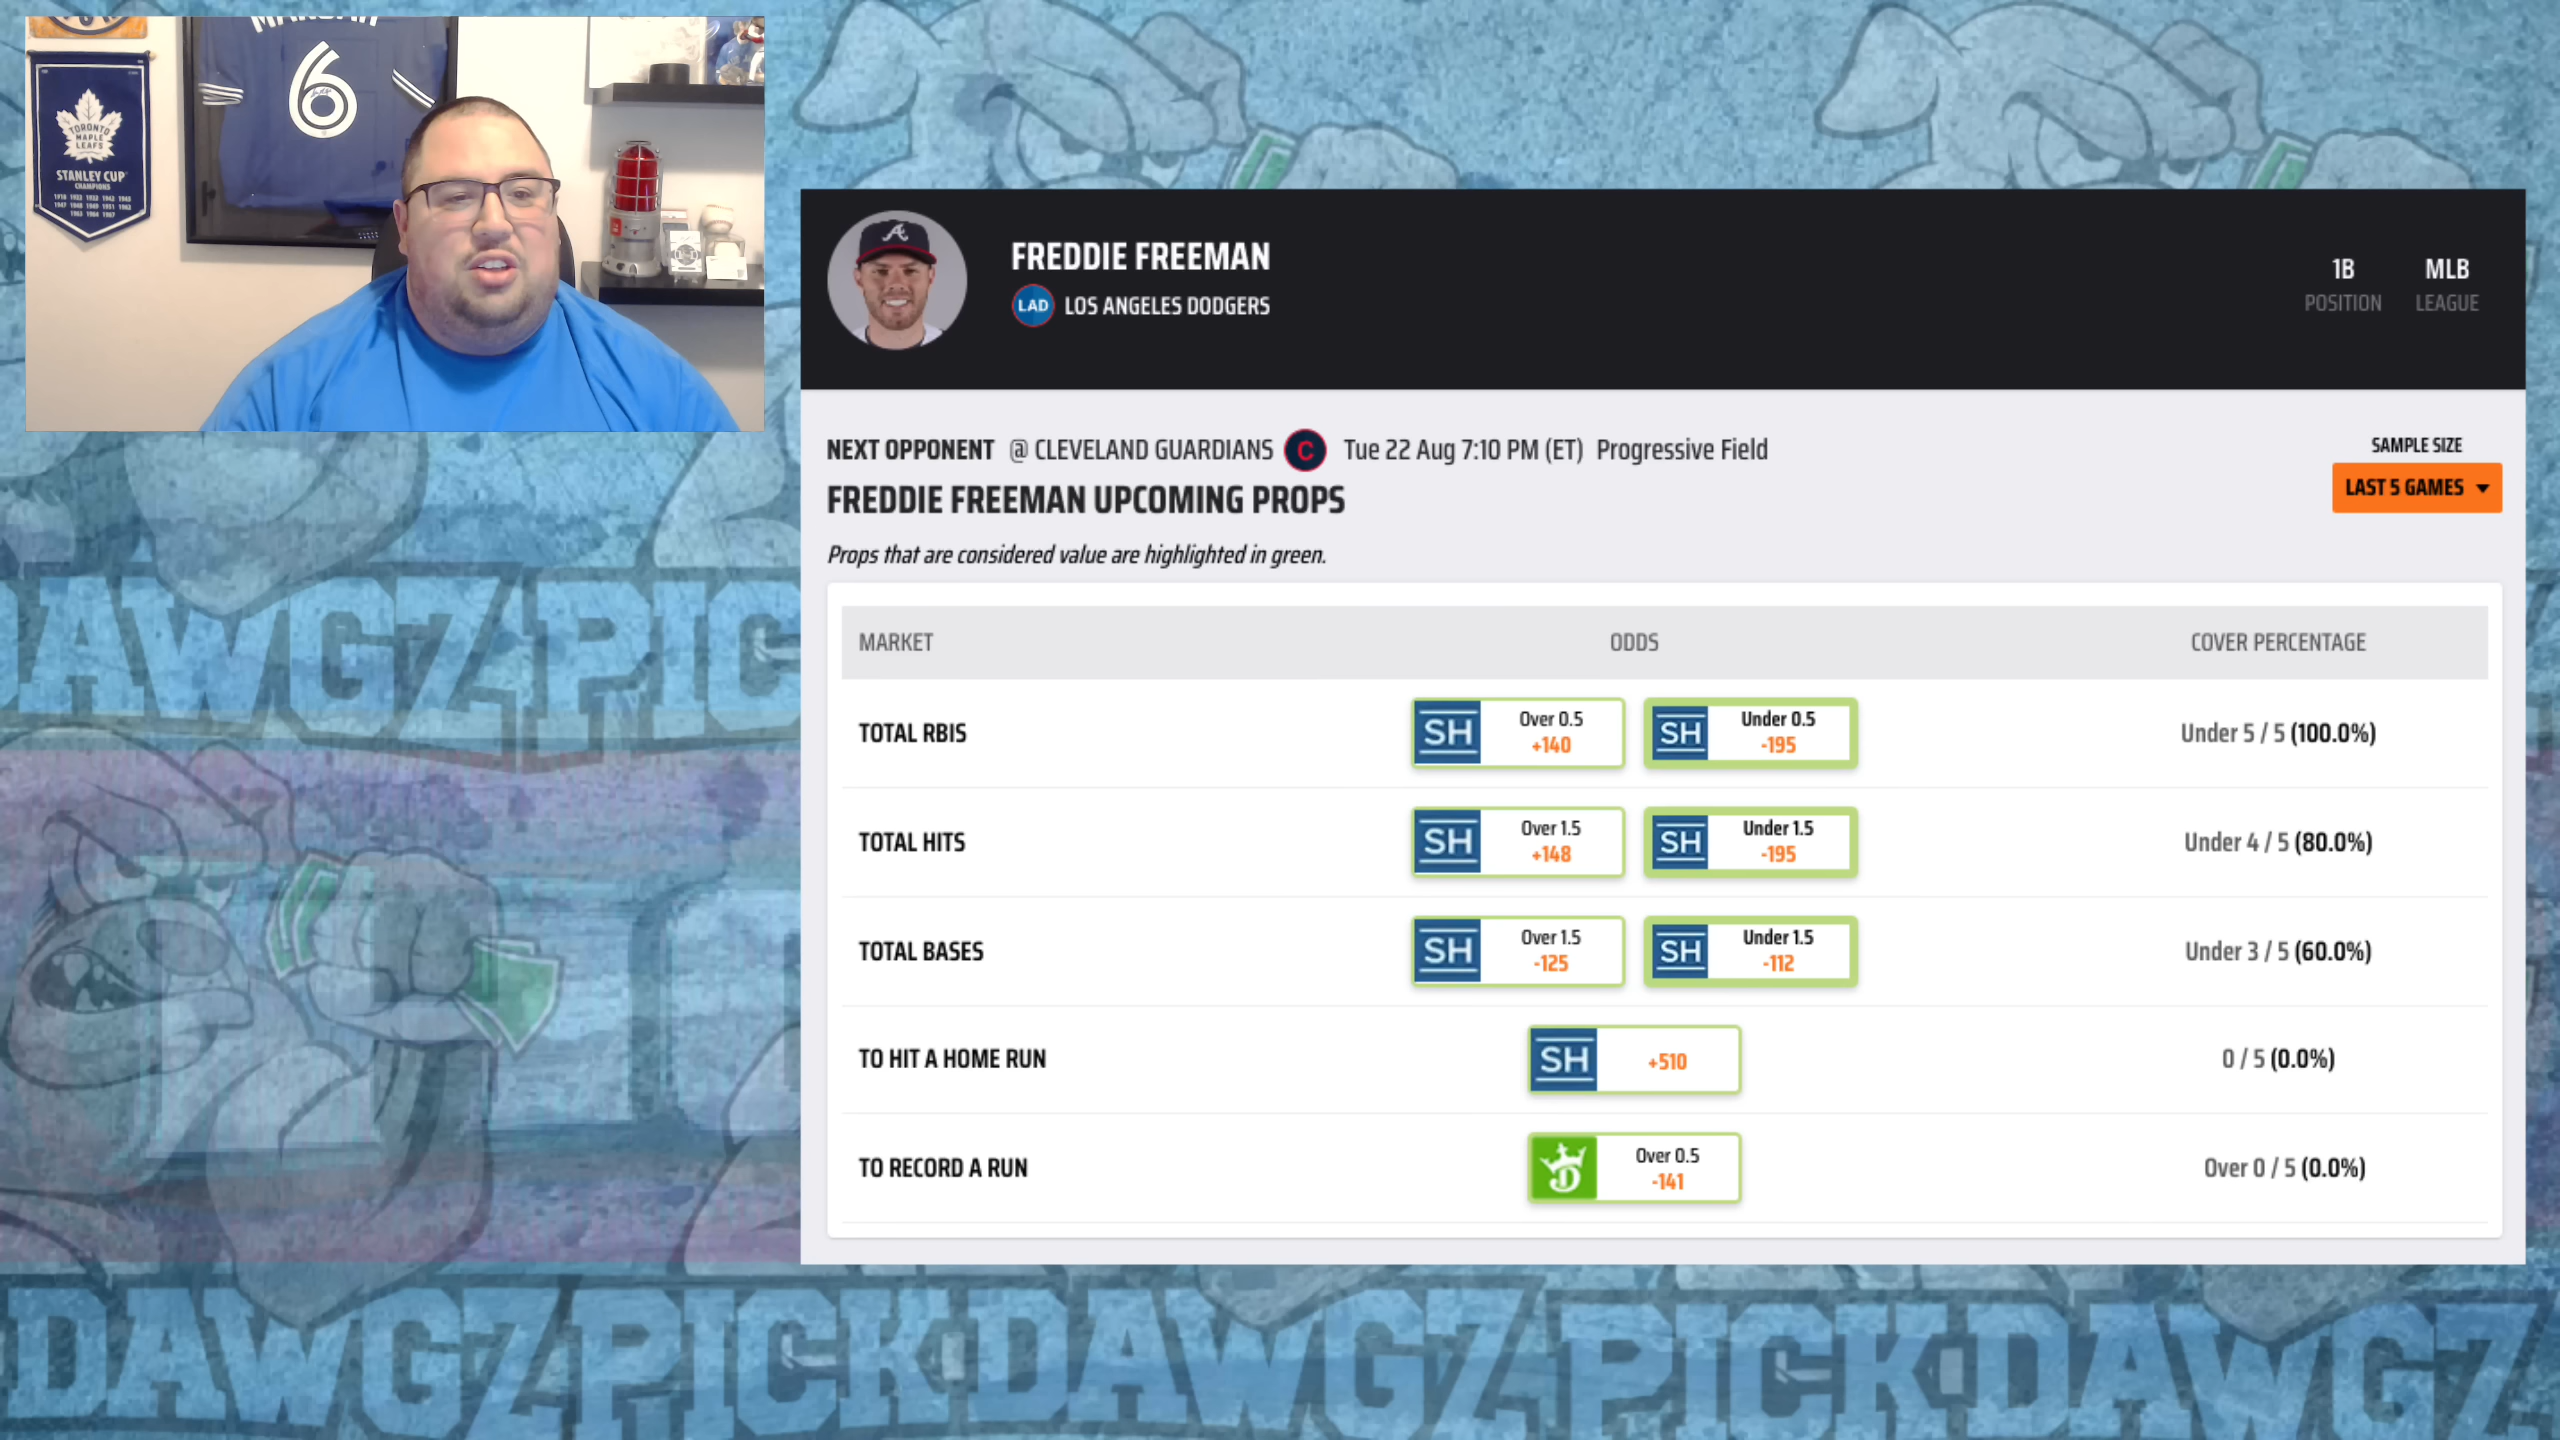 6
TORONTO
MAPLE
LEAFS
STANLEY CUP
CHAMPIONS
FREDDIE FREEMAN
LAD LOS ANGELES DODGERS
1B MLB
POSITION LEAGUE
NEXT OPPONENT @ CLEVELAND GUARDIANS C Tue 22 Aug 7:10 PM (ET) Progressive Field
SAMPLE SIZE
LAST 5 GAMES
FREDDIE FREEMAN UPCOMING PROPS
Props that are considered value are highlighted in green.
MARKET ODDS COVER PERCENTAGE
TOTAL RBIS SH Over 0.5 +140 SH Under 0.5 -195 Under 5 / 5 (100.0%)
TOTAL HITS SH Over 1.5 +148 SH Under 1.5 -195 Under 4 / 5 (80.0%)
TOTAL BASES SH Over 1.5 -125 SH Under 1.5 -112 Under 3 / 5 (60.0%)
TO HIT A HOME RUN SH +510 0 / 5 (0.0%)
TO RECORD A RUN Over 0.5 -141 Over 0 / 5 (0.0%)
DAWGZ PIC
DAWGZ PICKDAWGZ PICKDAWGZ